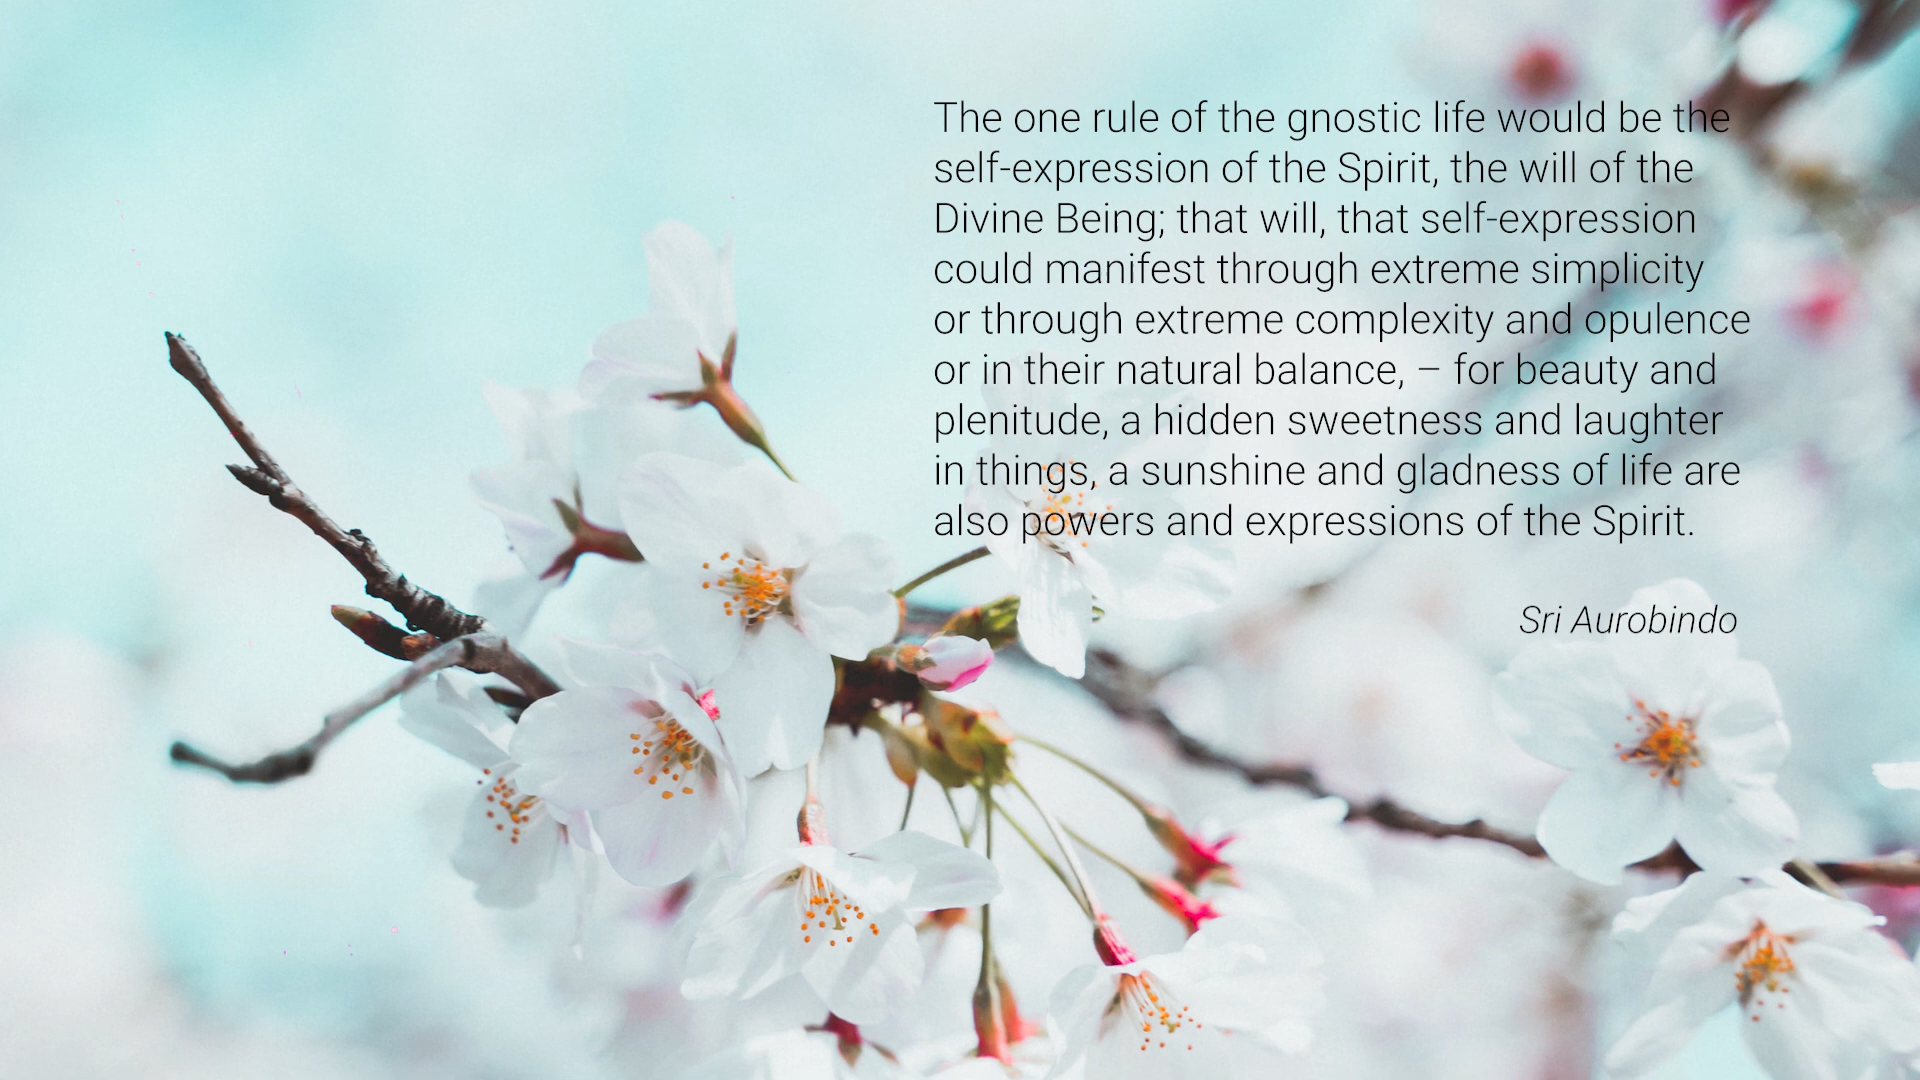 The one rule of the gnostic life would be the
self-expression of the Spirit, the will of the
Divine Being; that will, that self-expression
could manifest through extreme simplicity
or through extreme complexity and opulence
or in their natural balance, – for beauty and
plenitude, a hidden sweetness and laughter
in things, a sunshine and gladness of life are
also powers and expressions of the Spirit.
Sri Aurobindo